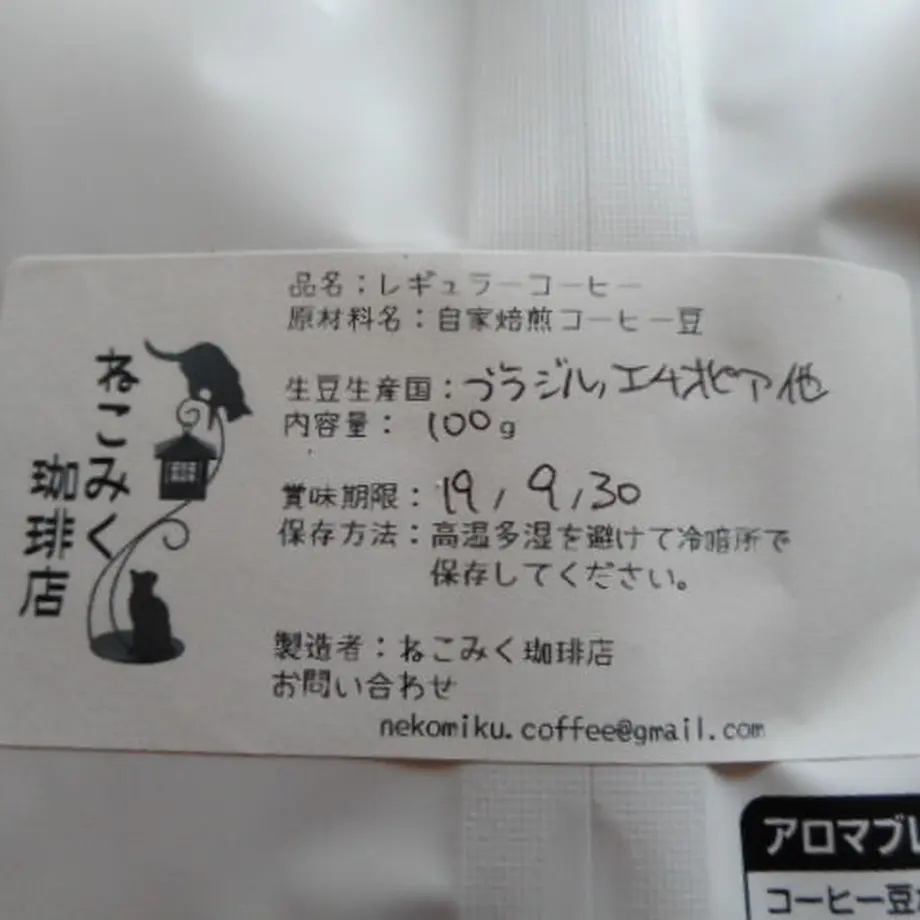 ねこみく
珈琲店
品名：レギュラーコーヒー
原材料名：自家焙煎コーヒー豆
生豆生産国：ブラジル，エチオピア他
内容量：100g
賞味期限：19，9，30
保存方法：高温多湿を避けて冷暗所で
保存してください。
製造者：ねこみく珈琲店
お問い合わせ
nekomiku.coffee@gmail.com
アロマブレ
コーヒー豆